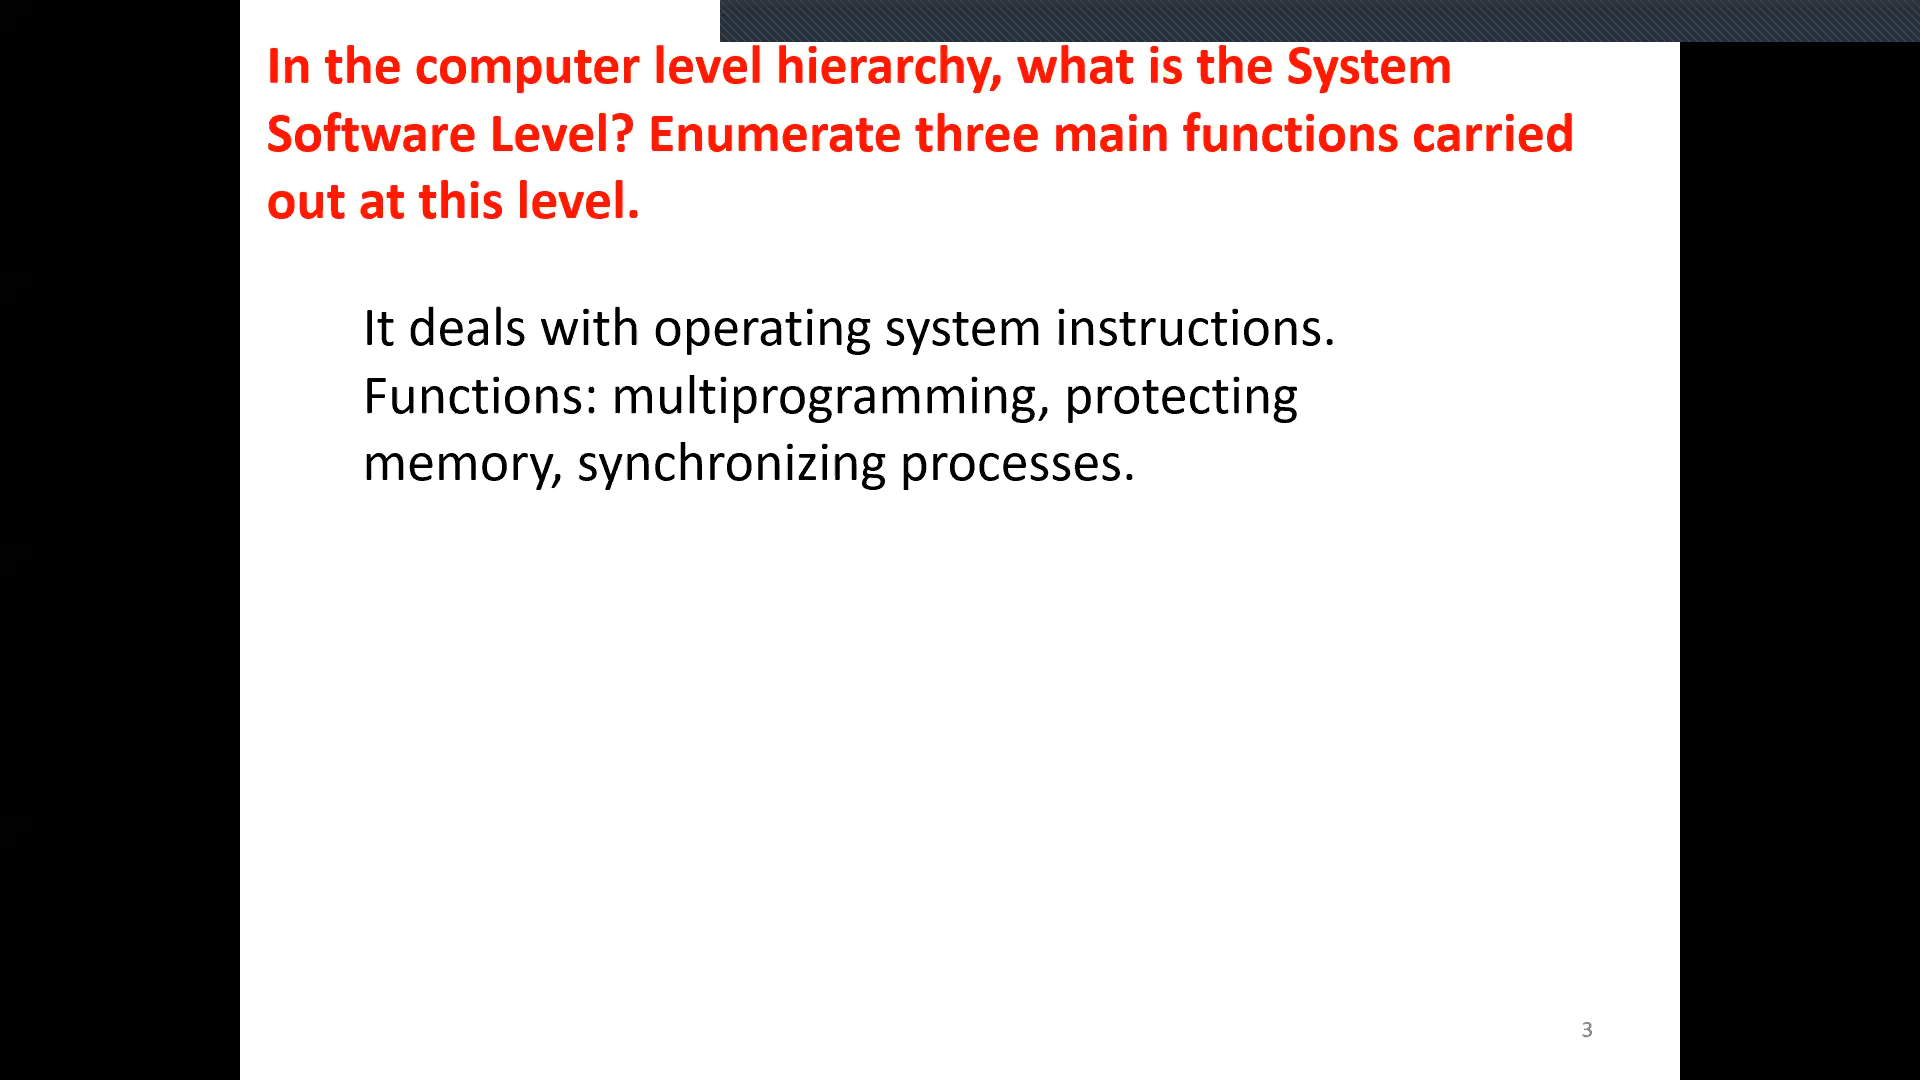 In the computer level hierarchy, what is the System
Software Level? Enumerate three main functions carried
out at this level.
It deals with operating system instructions.
Functions: multiprogramming, protecting
memory, synchronizing processes.
3